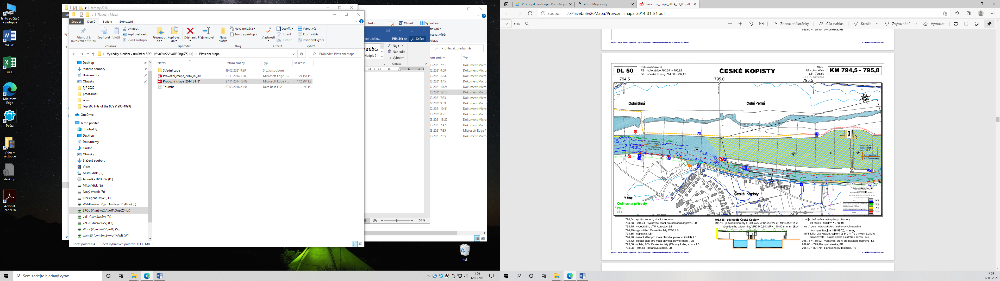 Tento počítač – zástupce
WORD
EXCEL
Microsoft Edge
Pošta
Videa – zástupce
desktop
Acrobat Reader DC
Koš
zámery 2018
Plavební Mapa
Soubor
Domů
Sdílení
Zobrazení
Připnout k Rychlému přístupu
Kopírovat
Vložit
Vyjmout
Kopírovat cestu
Vložit zástupce
Schránka
Přesunout do
Kopírovat do
Odstranit
Přejmenovat
Uspořádat
Nová složka
Nová položka
Snadný přístup
Nový
Vlastnosti
Otevřít
Upravit
Historie
Otevřít
Vybrat vše
Zrušit výběr
Invertovat výběr
Vybrat
Výsledky hledání v umístění SPOL (\\vn3ws2v\vol1\Org\Z5) (J:) › Plavební Mapa
Prohledat: Plavební Mapa
Desktop
Stažené soubory
Dokumenty
Obrázky
PjP 2020
předzáměr
scan
Top 200 Hits of the 90's (1990-1999)
OneDrive
Tento počítač
3D objekty
Desktop
Dokumenty
Hudba
Obrázky
Stažené soubory
Videa
Místní disk (C:)
Jednotka DVD RW (D:)
Místní disk (E:)
Nový svazek (F:)
FreeAgent Drive (H:)
WaldhauserT (\\vn3ws2v\vol1\Uziv) (I:)
SPOL (\\vn3ws2v\vol1\Org\Z5) (J:)
vol1 (\\vn3ws2v) (P:)
vol3 (\\hk9ws9cv) (Q:)
Work (\\vn3ws2v) (S:)
wamS3 (\\vn3ws2v\vol1\Apl) (W:)
Název Datum změny Typ Velikost
Střední Labe 19.02.2021 9:29 Složka souborů
Provozni_mapa_2014_00_30 27.11.2014 13:02 Microsoft Edge P... 179 151 kB
Provozni_mapa_2014_31_81 27.11.2014 13:02 Microsoft Edge P... 142 904 kB
Thumbs 27.03.2018 23:54 Data Base File 99 kB
Počet položek: 4 Počet vybraných položek: 1; 139 MB
položka
Otevřít
Vybrat vše
ete udělat...
Přihlásit se
Sdílet
Nadpis 2
Najít
Nahradit
Vybrat
Úpravy
Prohledat: předzáměr
um změny Typ
03.2021 7:51 Dokument Micro
02.2021 9:09 Dokument Micro
03.2021 12:42 Dokument Micro
03.2021 8:45 Dokument Micro
02.2021 10:24 Dokument Micro
03.2021 12:10 Dokument Micro
03.2021 7:33 Dokument Micro
02.2021 9:09 Dokument Micro
02.2021 10:41 Dokument Micro
03.2021 8:21 Dokument Micro
03.2021 13:22 Dokument Micro
03.2021 7:47 Dokument Micro
03.2021 7:35 Microsoft Edge P
03.2021 7:35 Dokument Micro
100 %
Sem zadejte hledaný výraz
7:59
12.03.2021
Postoupit: Postoupit: Porucha po
eSC - Moje cesty
Provozni_mapa_2014_31_81.pdf
Soubor | J:/Plavební%20Mapa/Provozni_mapa_2014_31_81.pdf
22 z 54
Zobrazení stránky
Číst nahlas
Kreslit
Zvýraznění
Vymazat
789,80 ~ 795,40 - cyklostezka, PB
DL 50
Katastrální území :
PB - Litoměřice 790,38 ~ 795,82
LB - České Kopisty 794,08 ~ 792,26
ČESKÉ KOPISTY
Obce:
PB - Litoměřice
LB - Terezín
ORP : Litoměřice
KM 794,5 - 795,8
794,5
795,0
795,5
Dolní Brná
Dolní Perná
N
k.ú. Litoměřice
(obec Litoměřice)
k.ú. České Kopisty
(obec Terezín)
MVE
České Kopisty
V kose
Ochrana přírody
PB :
LB :
0 50 100 200 300 400 500 m
794,54 - spodní vedení, shybka vodovod
794,58 ~ 794,74 - vyčkávací stání pro nákladní dopravu, LB
794,75 - vypouštění, LTM Agrostav, LB
794,79- vypouštění, České Kopisty ČOV, LB
794,85 - náplavka, LB
794,90 - čekací stání pro malá plavidla, plovoucí (dolní), LB
795,42 - čekací stání pro malá plavidla, pevné (horní), LB
795,56 - odběr, POV České Kopisty (Závlahy Labe, s.r.o.), LB
794,08 ~ 794,84 - potahová stezka, LB
795,688 - zdymadlo České Kopisty
795,16 - plavební komory : užit. roz. VPK155 x 22 m, MPK 85 x 11 m
kóta dolního záporníku; VPK 140,60, MPK 140,80 m n, m, (Bpv)
- podjezdná výška lávky přes pl. komory
od max pl. hladiny = 7,60 m
- jez tří pole hydrostatických sektorových uzávěrů
nominální hladina 146,59 m n,m,
- MVE LTM, 2 x Kaplan, celkem Q 340 m3/s a výkon 5,2 MW
provozovatel : Dolnolabské elektrárny servis, s.r.o.
795.78 ~ 785,92 - vyčkávací stání pro nákladní dopravu , LB
789,80 ~ 795,40 - cyklostezka, PB
795,40 ~ 801,70 - plánovaná cyklostezka, PB
7:59
12.03.2021